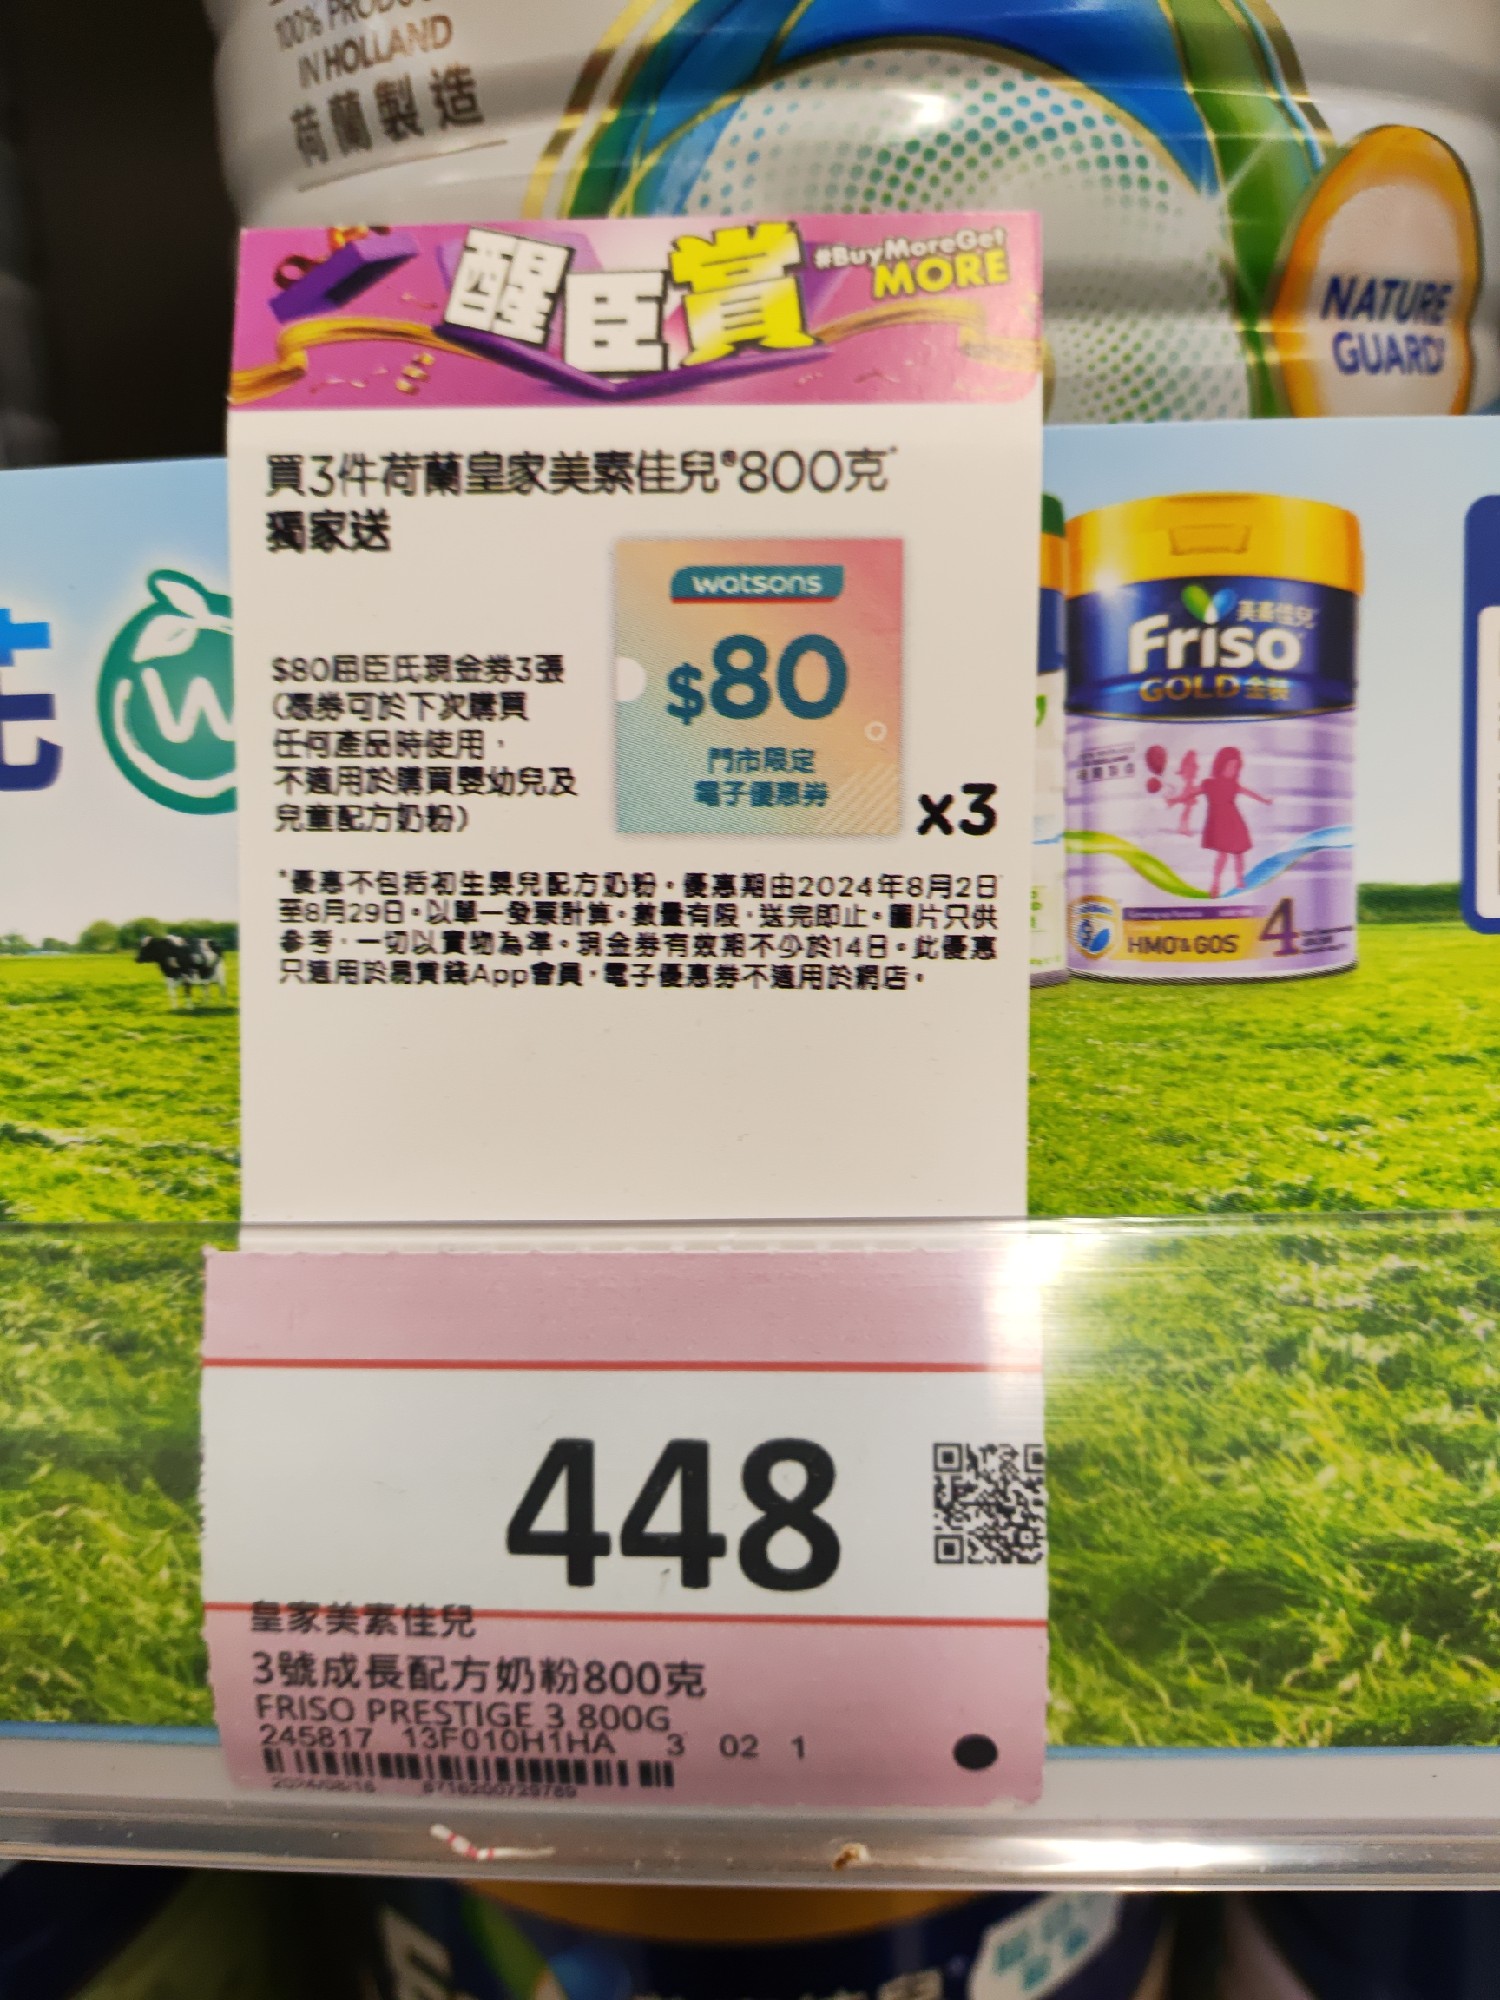 100% PRODU
IN HOLLAND
荷蘭製造
NATURE
GUARD
醒臣賞
#BuyMoreGet
MORE
買3件荷蘭皇家美素佳兒®800克*
獨家送
watsons
$80
門市限定
電子優惠券
x3
$80屈臣氏現金券3張
(憑券可於下次購買
任何產品時使用，
不適用於購買嬰幼兒及
兒童配方奶粉)
*優惠不包括初生嬰兒配方奶粉。優惠期由2024年8月2日
至8月29日。以單一發票計算。數量有限，送完即止。圖片只供
參考，一切以實物為準。現金券有效期不少於14日。此優惠
只適用於易賞錢App會員，電子優惠券不適用於網店。
W
美素佳兒
Friso
GOLD 金裝
HMO & GOS
4
448
皇家美素佳兒
3號成長配方奶粉800克
FRISO PRESTIGE 3 800G
245817 13F010H1HA 3 02 1
2024/08/16 8716200729789